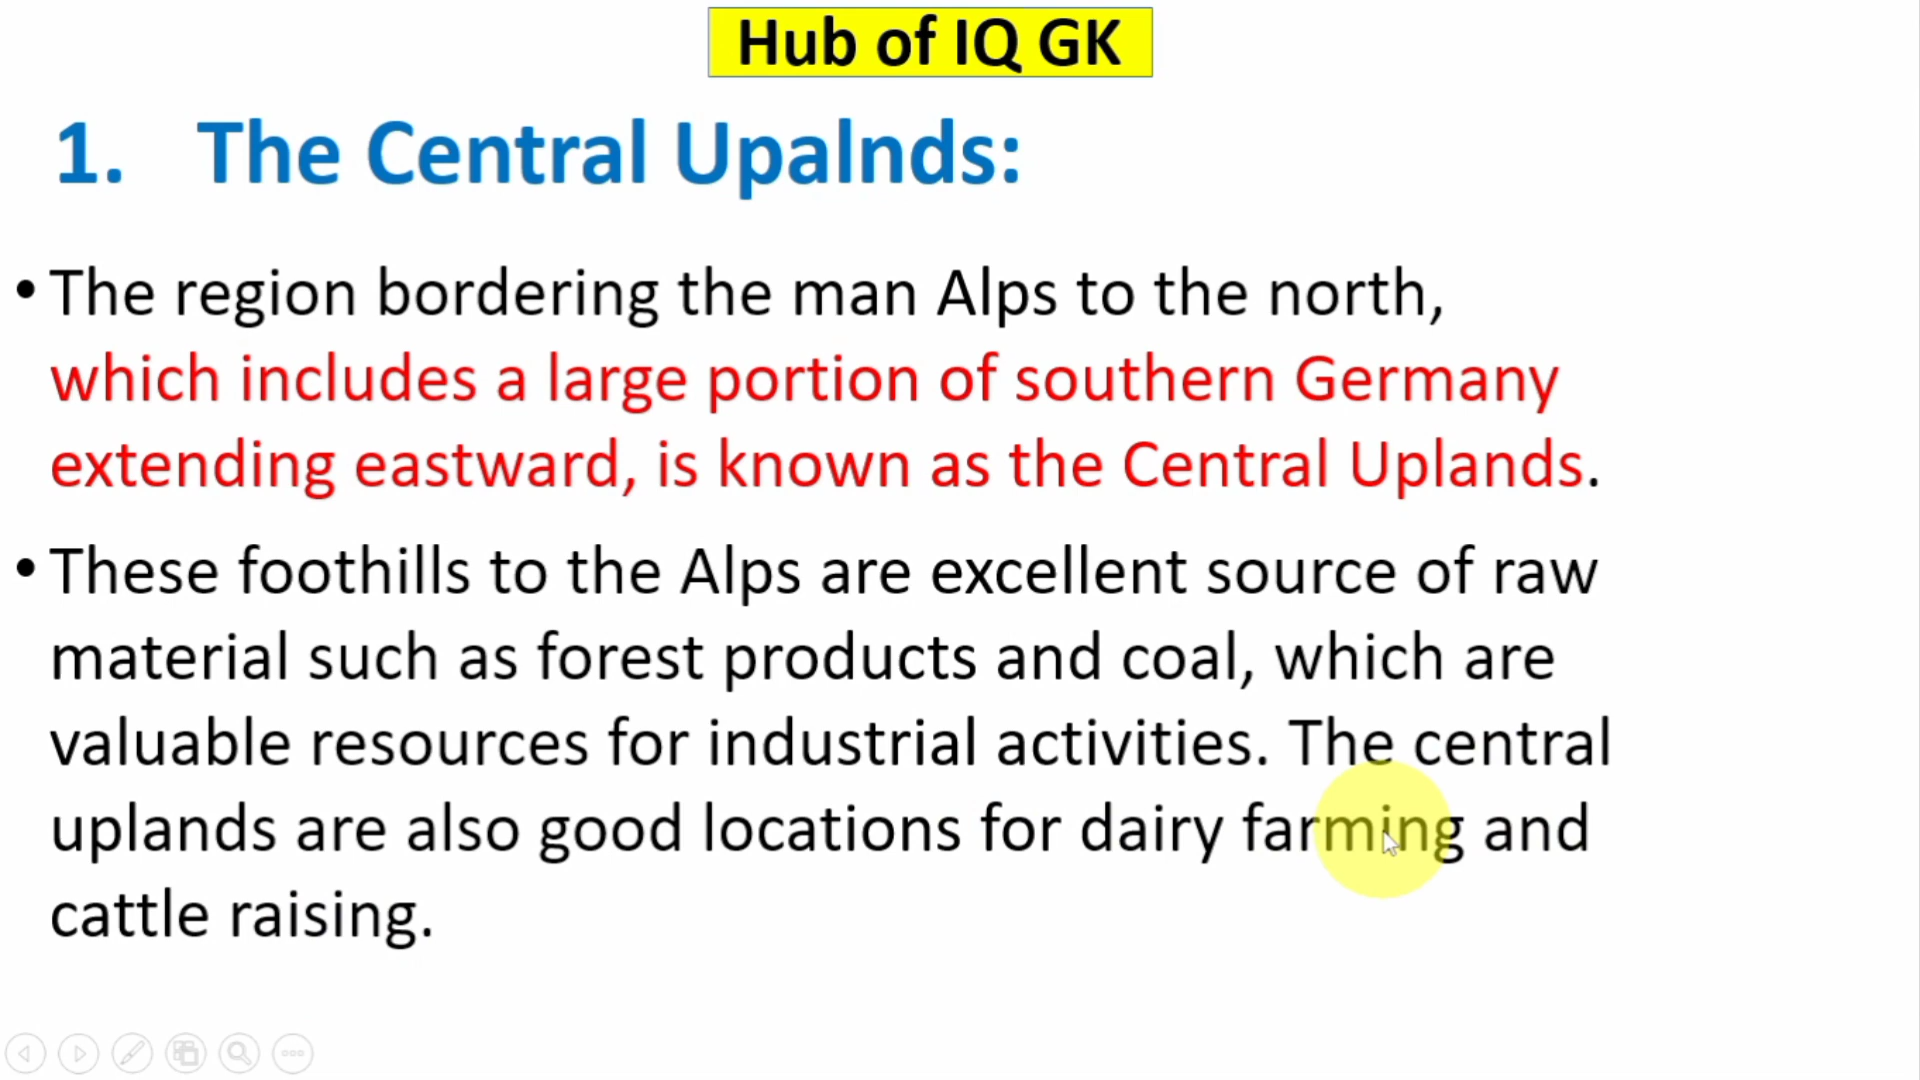 Hub of IQ GK
1. The Central Upalnds:
• The region bordering the man Alps to the north,
which includes a large portion of southern Germany
extending eastward, is known as the Central Uplands.
• These foothills to the Alps are excellent source of raw
material such as forest products and coal, which are
valuable resources for industrial activities. The central
uplands are also good locations for dairy farming and
cattle raising.